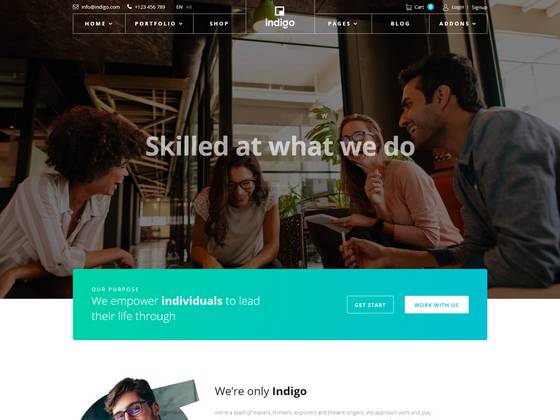 info@indigo.com +123 456 789 EN AR
Cart 0 Login Signup
HOME PORTFOLIO SHOP
indigo
PAGES BLOG ADDONS
Skilled at what we do
OUR PURPOSE
We empower individuals to lead
their life through
GET START
WORK WITH US
We're only Indigo
We're a team of makers, thinkers, explorers and theatre singers. We approach work and play